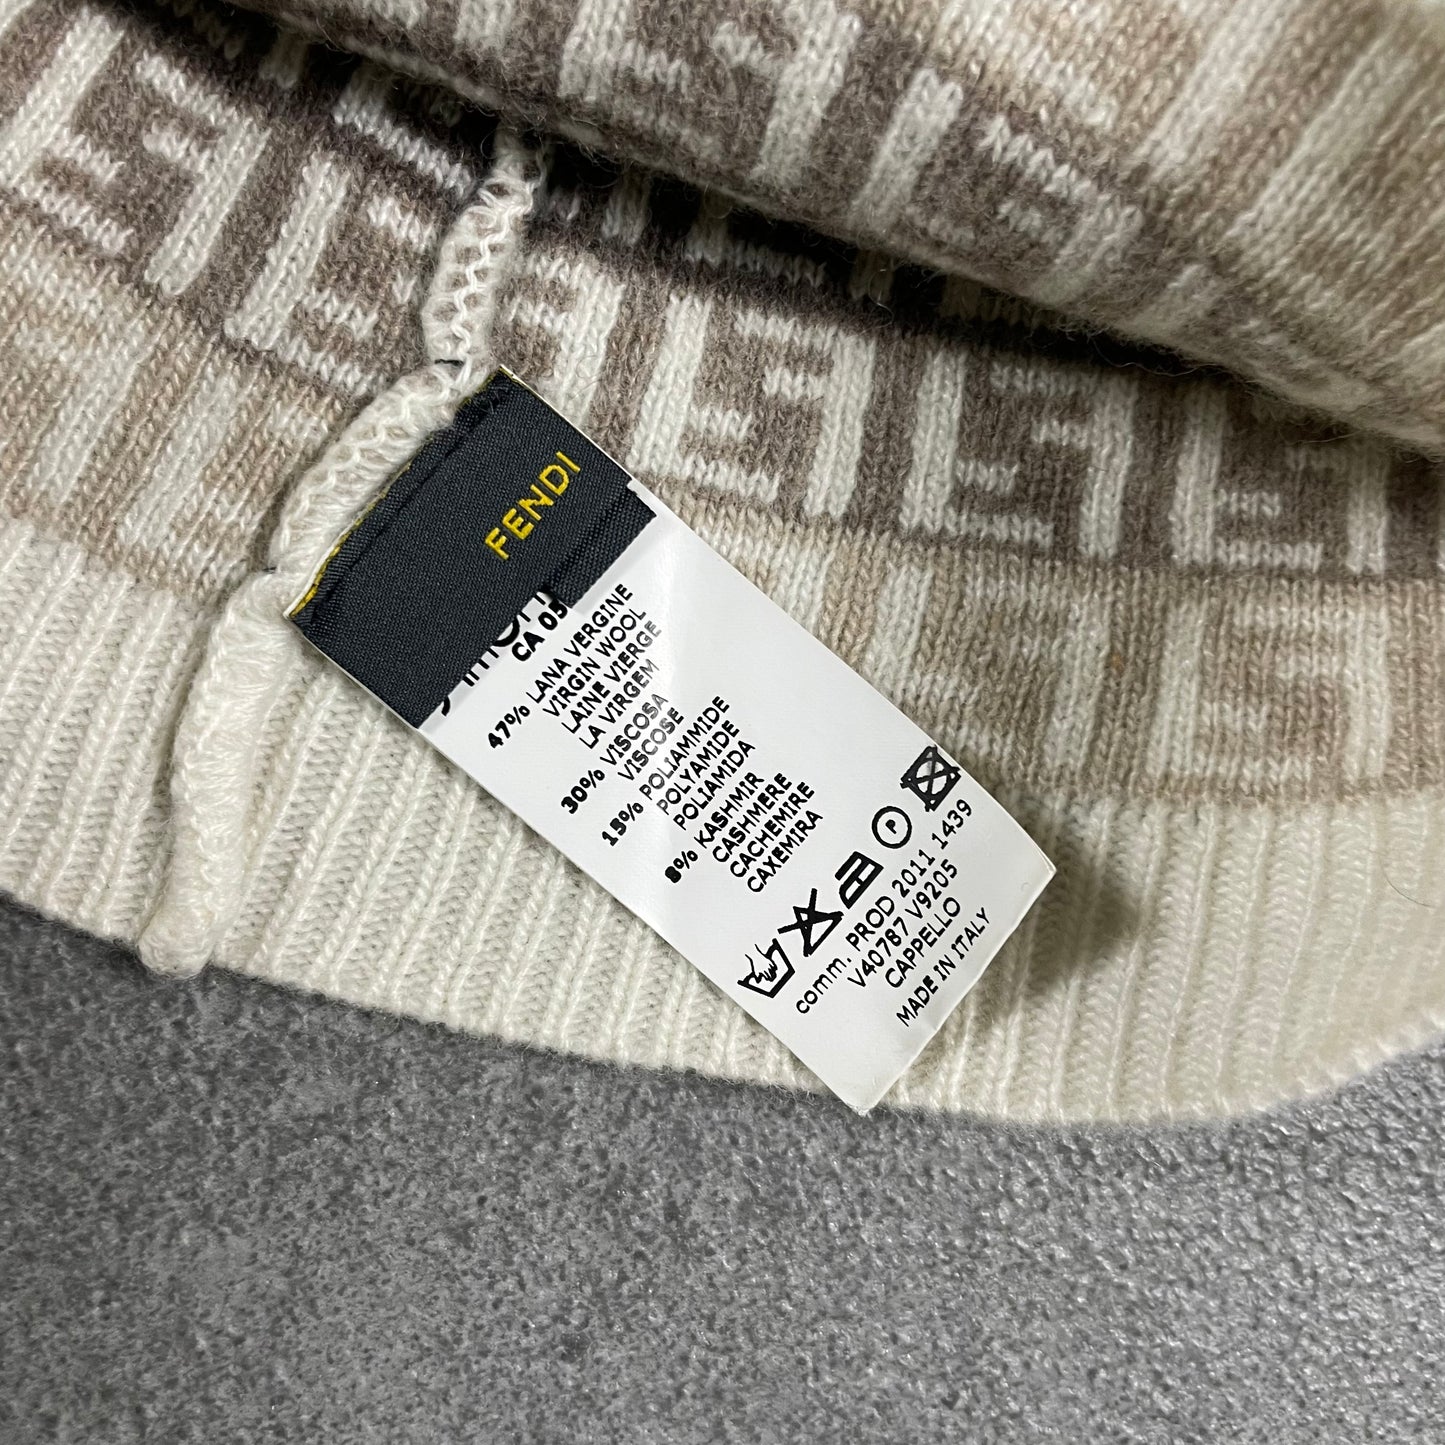 FENDI
CA 05
47% LANA VERGINE
VIRGIN WOOL
LAINE VIERGE
LA VIRGEM
30% VISCOSA
VISCOSE
15% POLIAMMIDE
POLYAMIDE
POLIAMIDA
8% KASHMIR
CASHMERE
CACHEMIRE
CAXEMIRA
P
comm. PROD 2011 1439
V40787 V9205
CAPPELLO
MADE IN ITALY